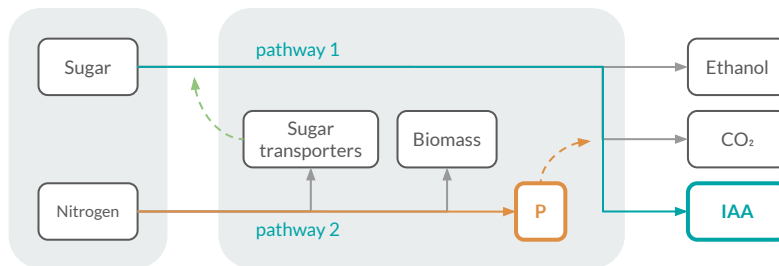 pathway 1
Sugar
Ethanol
Sugar
transporters
Biomass
CO₂
Nitrogen
P
IAA
pathway 2